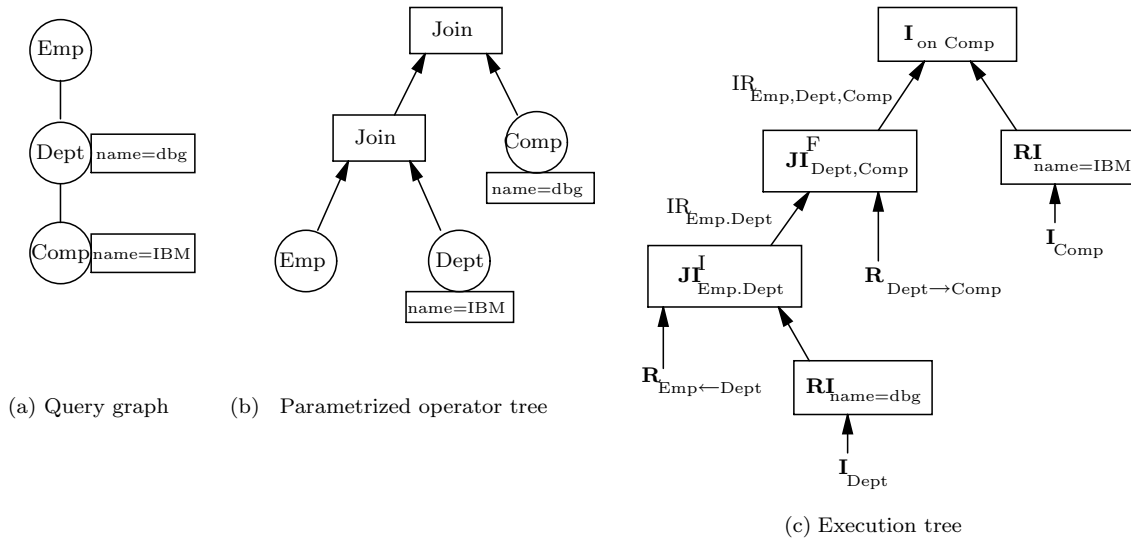 Emp
Dept
name=dbg
Comp
name=IBM
(a) Query graph
Join
Join
Comp
name=dbg
Emp
Dept
name=IBM
(b) Parametrized operator tree
I on Comp
IR Emp,Dept,Comp
JI F Dept,Comp
RI name=IBM
IR Emp.Dept
I Comp
JI I Emp.Dept
R Dept→Comp
R Emp←Dept
RI name=dbg
I Dept
(c) Execution tree